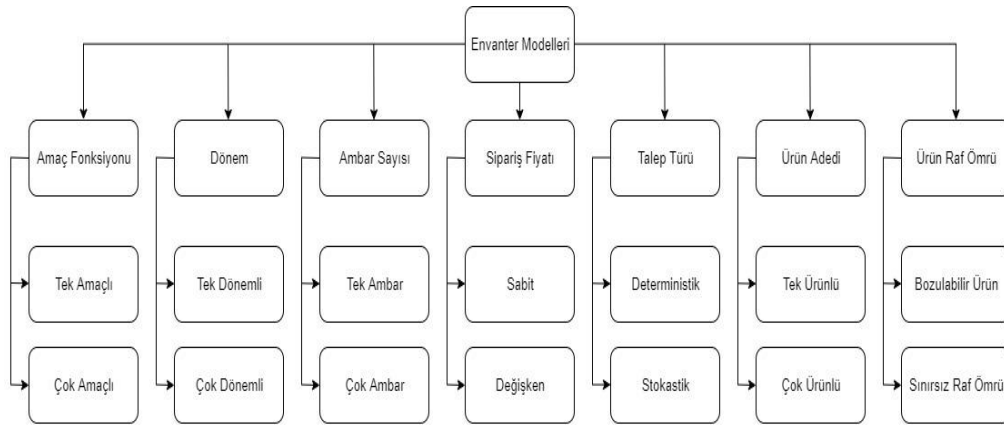 Envanter Modelleri
Amaç Fonksiyonu
Dönem
Ambar Sayısı
Sipariş Fiyatı
Talep Türü
Ürün Adedi
Ürün Raf Ömrü
Tek Amaçlı
Tek Dönemli
Tek Ambar
Sabit
Deterministik
Tek Ürünlü
Bozulabilir Ürün
Çok Amaçlı
Çok Dönemli
Çok Ambar
Değişken
Stokastik
Çok Ürünlü
Sınırsız Raf Ömrü